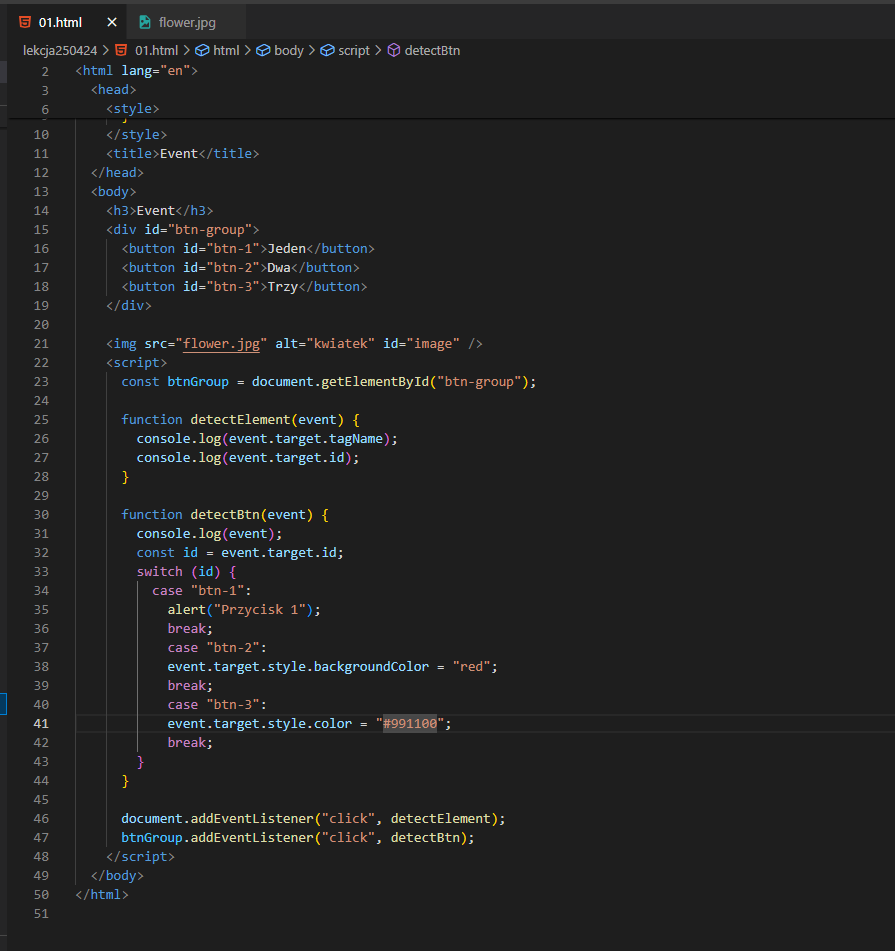 01.html
flower.jpg
lekcja250424 > 01.html > html > body > script > detectBtn
2 <html lang="en">
3 <head>
6 <style>
10 </style>
11 <title>Event</title>
12 </head>
13 <body>
14 <h3>Event</h3>
15 <div id="btn-group">
16 <button id="btn-1">Jeden</button>
17 <button id="btn-2">Dwa</button>
18 <button id="btn-3">Trzy</button>
19 </div>
20
21 <img src="flower.jpg" alt="kwiatek" id="image" />
22 <script>
23 const btnGroup = document.getElementById("btn-group");
24
25 function detectElement(event) {
26 console.log(event.target.tagName);
27 console.log(event.target.id);
28 }
29
30 function detectBtn(event) {
31 console.log(event);
32 const id = event.target.id;
33 switch (id) {
34 case "btn-1":
35 alert("Przycisk 1");
36 break;
37 case "btn-2":
38 event.target.style.backgroundColor = "red";
39 break;
40 case "btn-3":
41 event.target.style.color = "#991100";
42 break;
43 }
44 }
45
46 document.addEventListener("click", detectElement);
47 btnGroup.addEventListener("click", detectBtn);
48 </script>
49 </body>
50 </html>
51